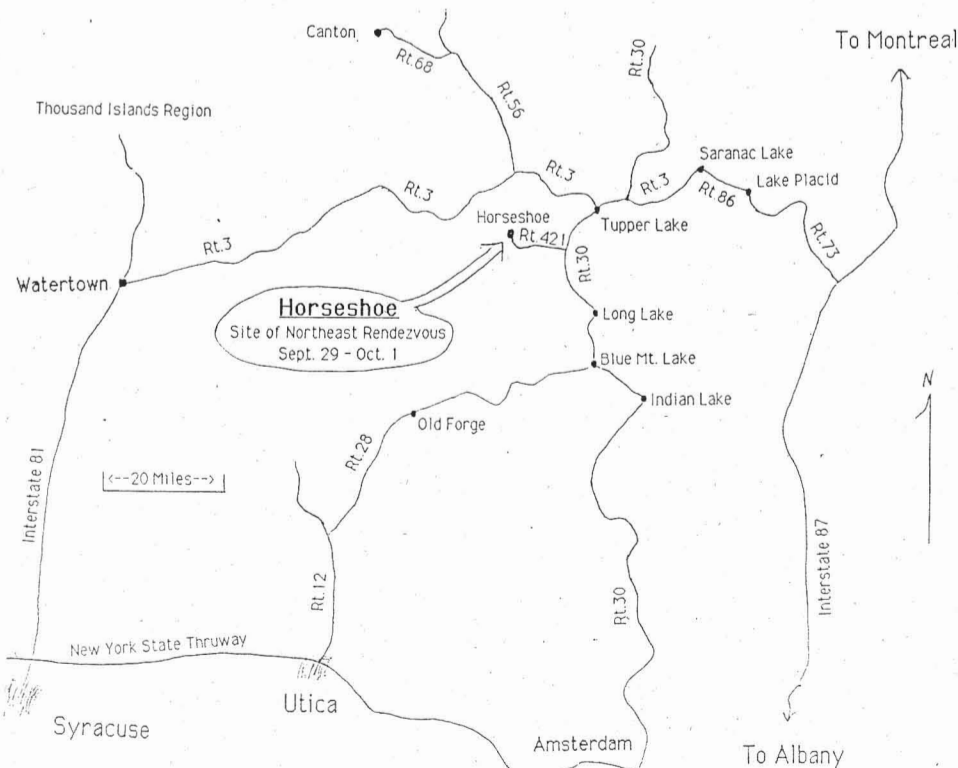 Canton
Rt.68
Rt.30
To Montreal
Thousand Islands Region
Rt.56
Saranac Lake
Rt.3
Rt.3
Rt.3
Rt.86
Lake Placid
Horseshoe
Tupper Lake
Rt.3
Rt.421
Rt.73
Rt.30
Watertown
Horseshoe
Site of Northeast Rendezvous
Sept. 29 - Oct. 1
Long Lake
Blue Mt. Lake
N
Indian Lake
Old Forge
Rt.28
<--20 Miles-->
Interstate 81
Interstate 87
Rt.12
Rt.30
New York State Thruway
Utica
Syracuse
Amsterdam
To Albany